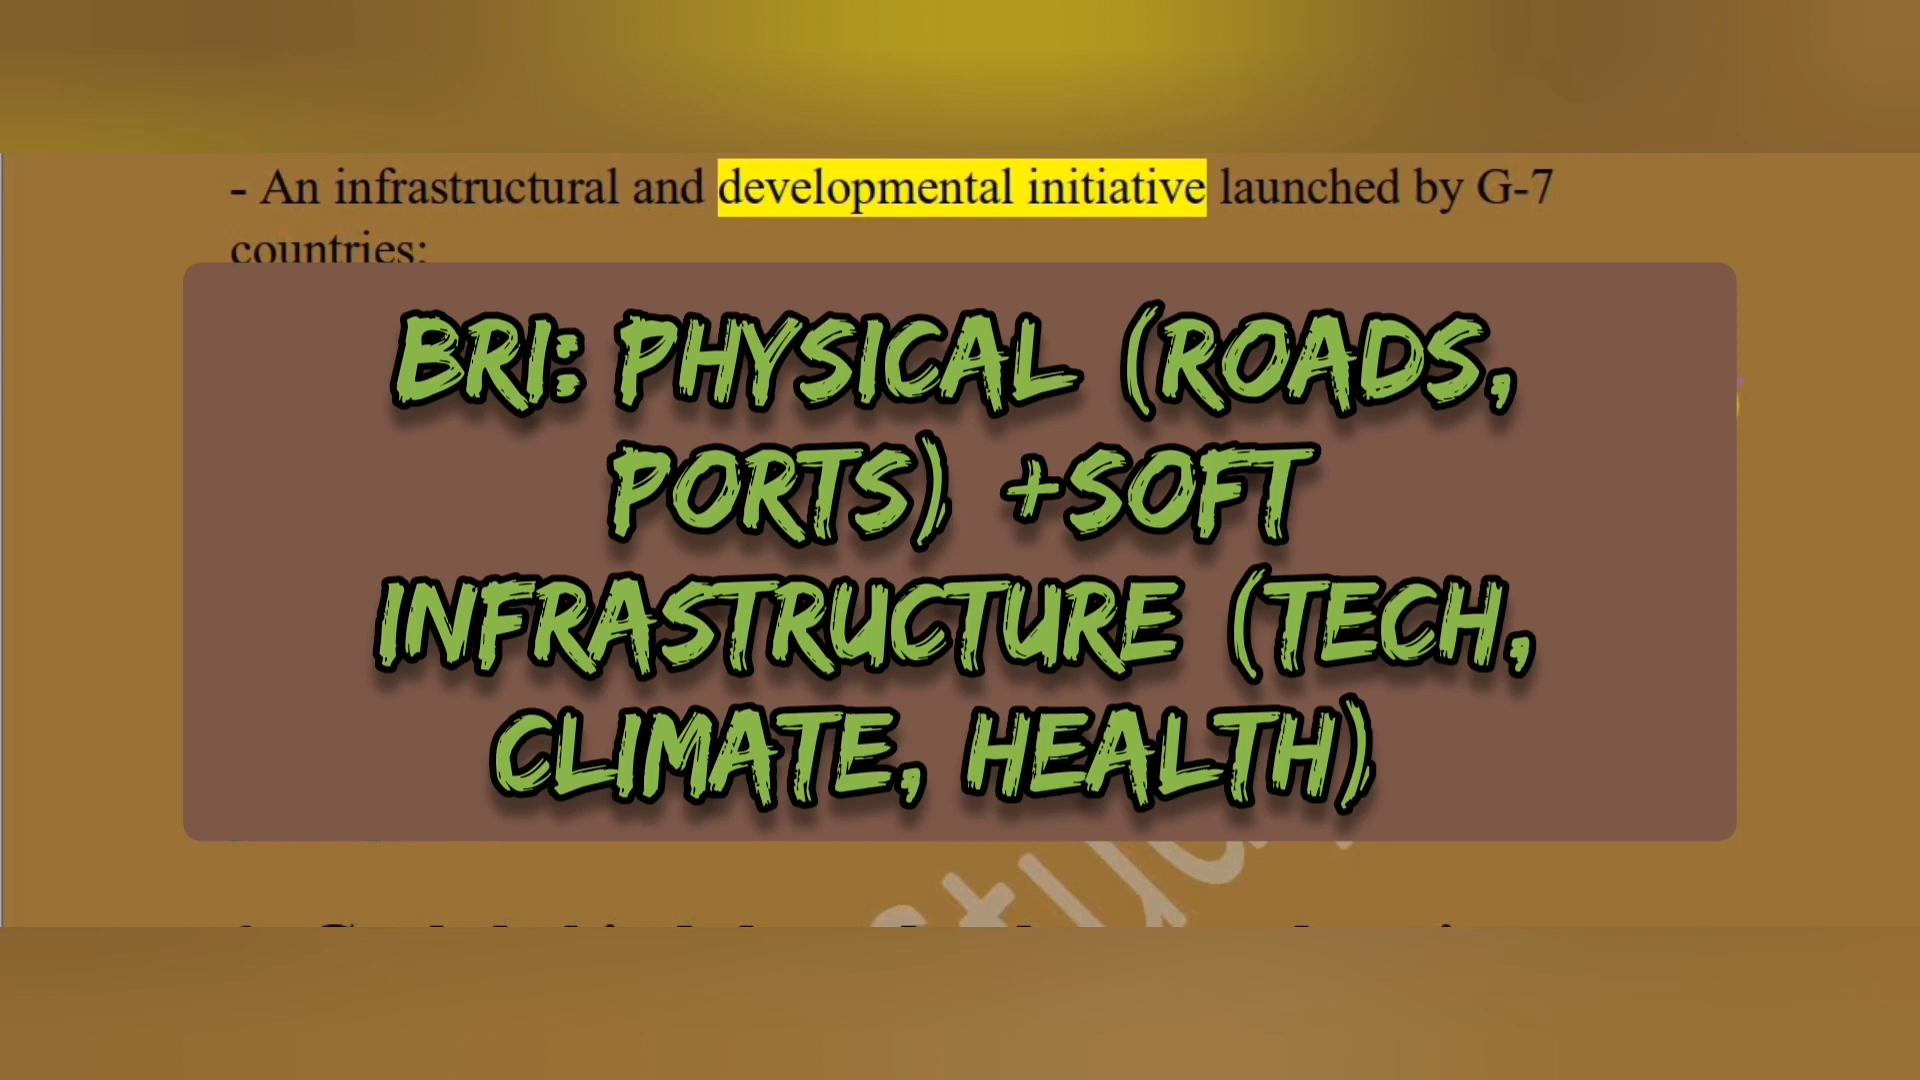 - An infrastructural and developmental initiative launched by G-7
countries:
BRI: PHYSICAL (ROADS,
PORTS) +SOFT
INFRASTRUCTURE (TECH,
CLIMATE, HEALTH)